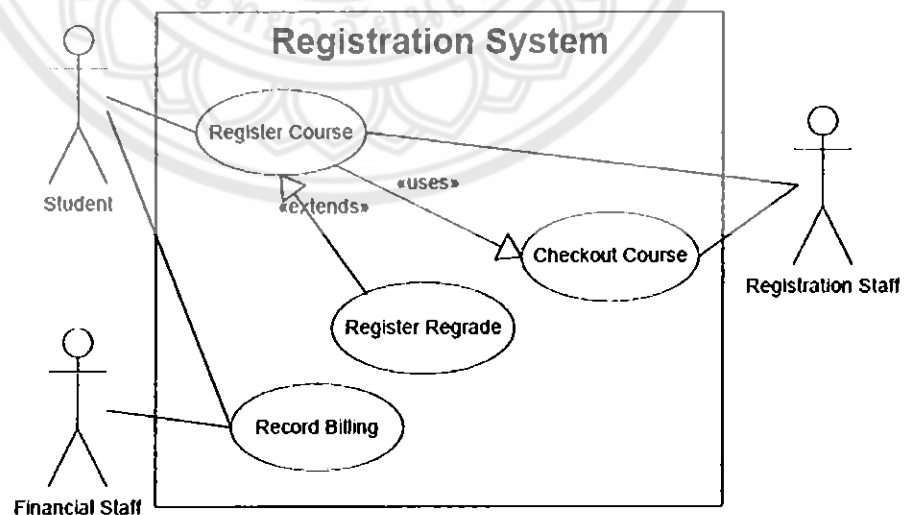 Registration System
Register Course
Student
«uses»
«extends»
Checkout Course
Registration Staff
Register Regrade
Record Billing
Financial Staff